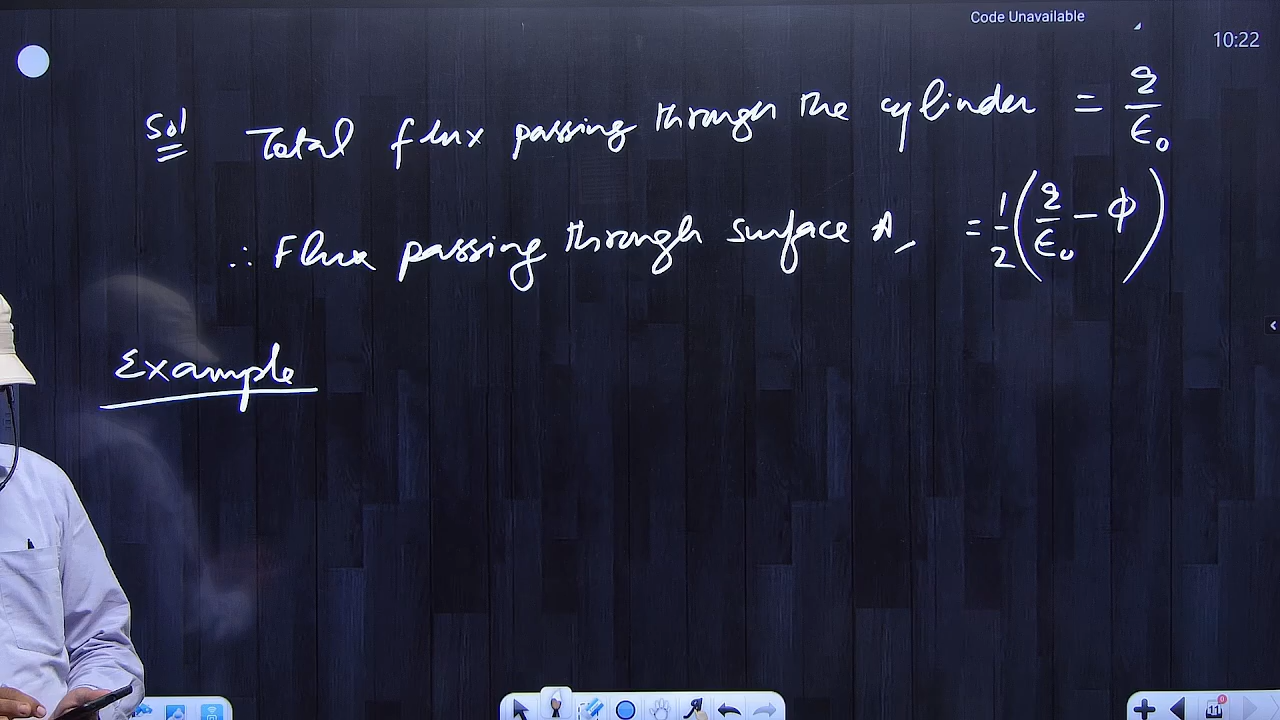 Code Unavailable
10:22
Sol Total flux passing through the cylinder = q/ε₀
∴ Flux passing through surface A, = 1/2 (q/ε₀ - φ)
Example
11